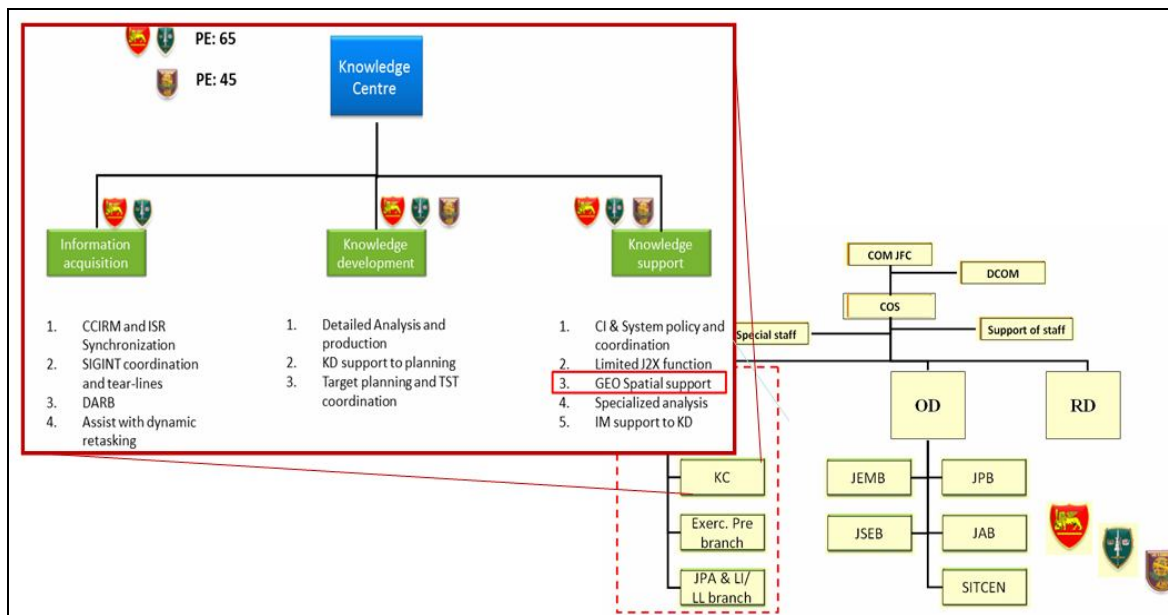 PE: 65
PE: 45
Knowledge
Centre
Information
acquisition
Knowledge
development
Knowledge
support
1. CCIRM and ISR
Synchronization
2. SIGINT coordination
and tear-lines
3. DARB
4. Assist with dynamic
retasking
1. Detailed Analysis and
production
2. KD support to planning
3. Target planning and TST
coordination
1. CI & System policy and
coordination
2. Limited J2X function
3. GEO Spatial support
4. Specialized analysis
5. IM support to KD
COM JFC
DCOM
COS
Special staff
Support of staff
OD
RD
KC
Exerc. Pre
branch
JPA & LI/
LL branch
JEMB
JPB
JSEB
JAB
SITCEN